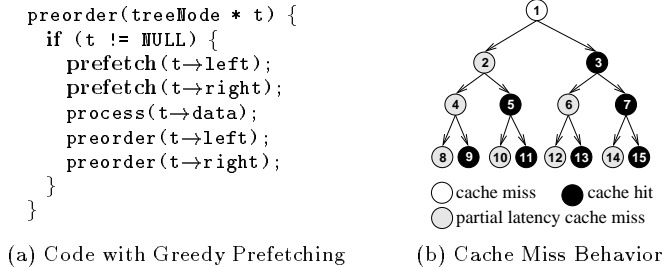 preorder(treeNode * t) {
if (t != NULL) {
prefetch(t→left);
prefetch(t→right);
process(t→data);
preorder(t→left);
preorder(t→right);
}
}
(a) Code with Greedy Prefetching
1
2 3
4 5 6 7
8 9 10 11 12 13 14 15
cache miss cache hit
partial latency cache miss
(b) Cache Miss Behavior